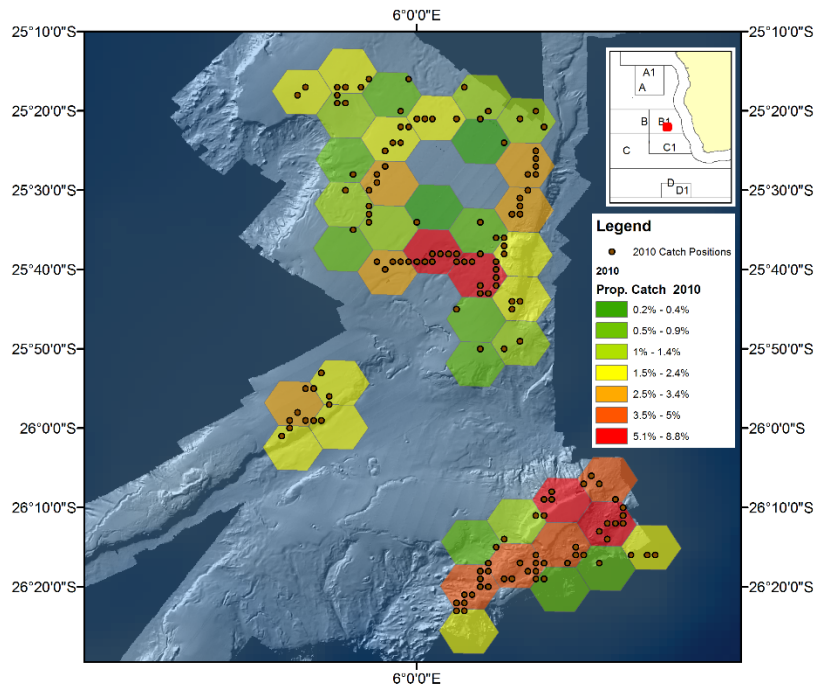 6°0'0"E
25°10'0"S
25°10'0"S
25°20'0"S
25°20'0"S
25°30'0"S
25°30'0"S
25°40'0"S
25°40'0"S
25°50'0"S
25°50'0"S
26°0'0"S
26°0'0"S
26°10'0"S
26°10'0"S
26°20'0"S
26°20'0"S
6°0'0"E
A1
A
B B1
C C1
D
D1
Legend
2010 Catch Positions
2010
Prop. Catch 2010
0.2% - 0.4%
0.5% - 0.9%
1% - 1.4%
1.5% - 2.4%
2.5% - 3.4%
3.5% - 5%
5.1% - 8.8%